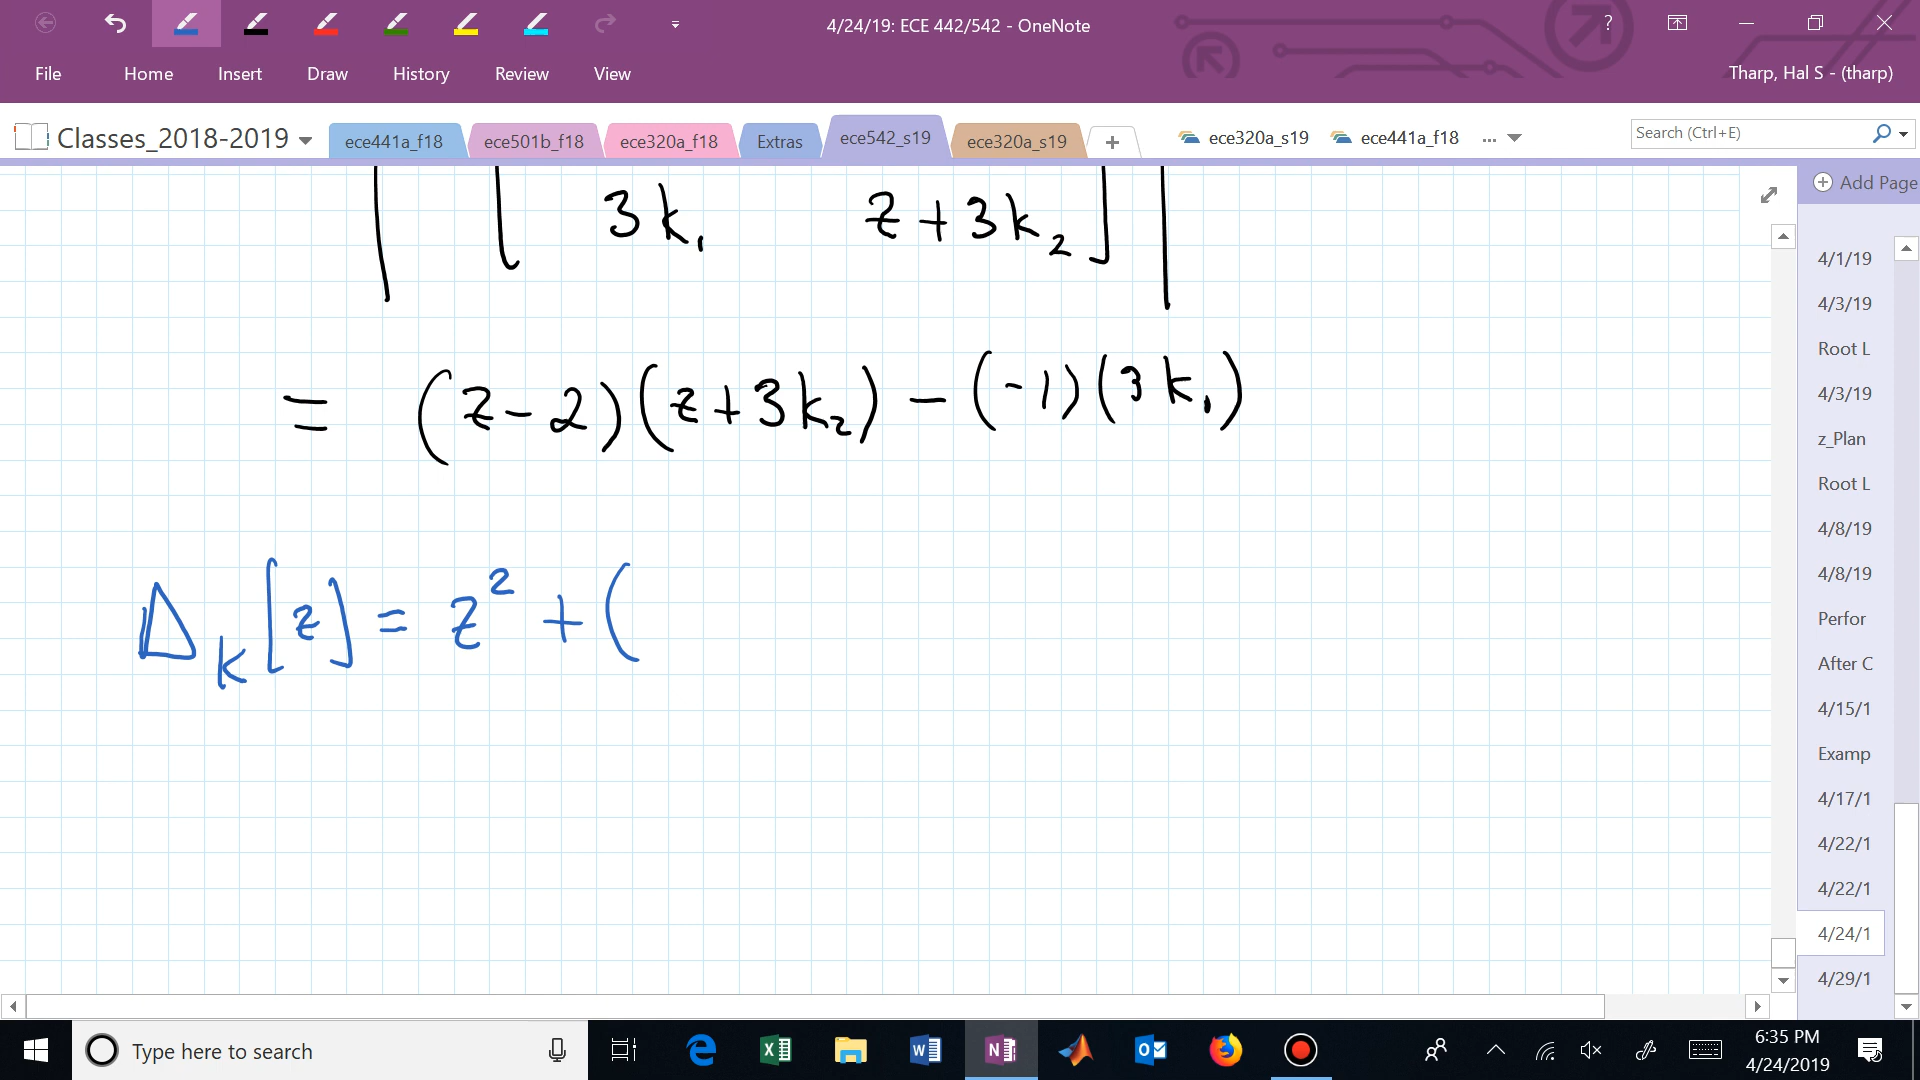 4/24/19: ECE 442/542 - OneNote
?
File Home Insert Draw History Review View
Tharp, Hal S - (tharp)
Classes_2018-2019 ece441a_f18 ece501b_f18 ece320a_f18 Extras ece542_s19 ece320a_s19 + ece320a_s19 ece441a_f18 ...
Search (Ctrl+E)
Add Page
3k₁ z+3k₂
= (z-2)(z+3k₂) - (-1)(3k₁)
Δₖ[z] = z² + (
4/1/19
4/3/19
Root L
4/3/19
z_Plan
Root L
4/8/19
4/8/19
Perfor
After C
4/15/1
Examp
4/17/1
4/22/1
4/22/1
4/24/1
4/29/1
Type here to search
6:35 PM
4/24/2019